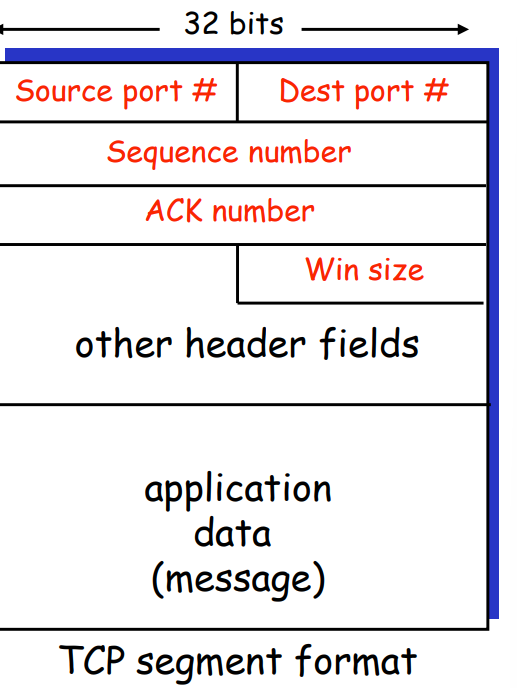 32 bits
Source port # Dest port #
Sequence number
ACK number
Win size
other header fields
application
data
(message)
TCP segment format